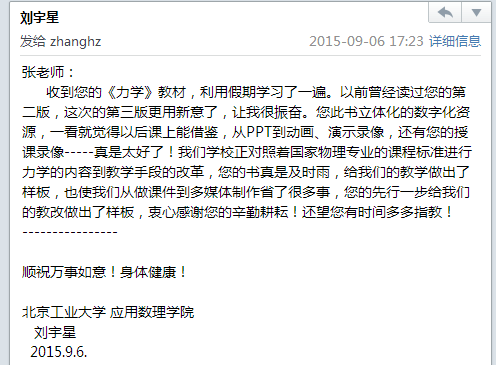 刘宇星
发给 zhanghz 2015-09-06 17:23 详细信息
张老师：
收到您的《力学》教材，利用假期学习了一遍。以前曾经读过您的第
二版，这次的第三版更用新意了，让我很振奋。您此书立体化的数字化资
源，一看就觉得以后课上能借鉴，从PPT到动画、演示录像，还有您的授
课录像-----真是太好了！我们学校正对照着国家物理专业的课程标准进行
力学的内容到教学手段的改革，您的书真是及时雨，给我们的教学做出了
样板，也使我们从做课件到多媒体制作省了很多事，您的先行一步给我们
的教改做出了样板，衷心感谢您的辛勤耕耘！还望您有时间多多指教！
----------------
顺祝万事如意！身体健康！
北京工业大学 应用数理学院
刘宇星
2015.9.6.